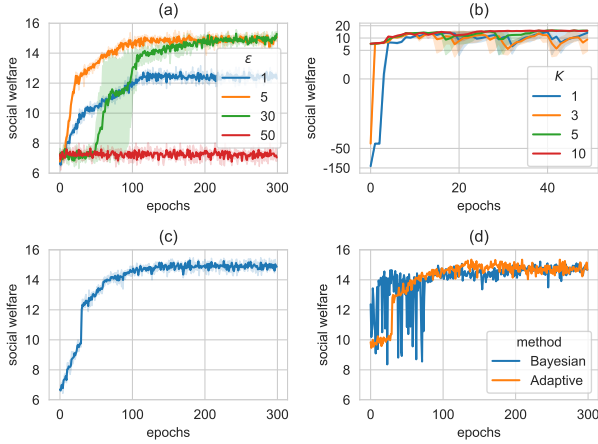 (a)
social welfare
16
14
12
10
8
6
0
100
200
300
epochs
ε
1
5
30
50
(b)
social welfare
20
10
5
0
-50
-150
20
40
epochs
K
1
3
5
10
(c)
social welfare
16
14
12
10
8
6
0
100
200
300
epochs
(d)
social welfare
16
14
12
10
8
6
0
100
200
300
epochs
method
Bayesian
Adaptive